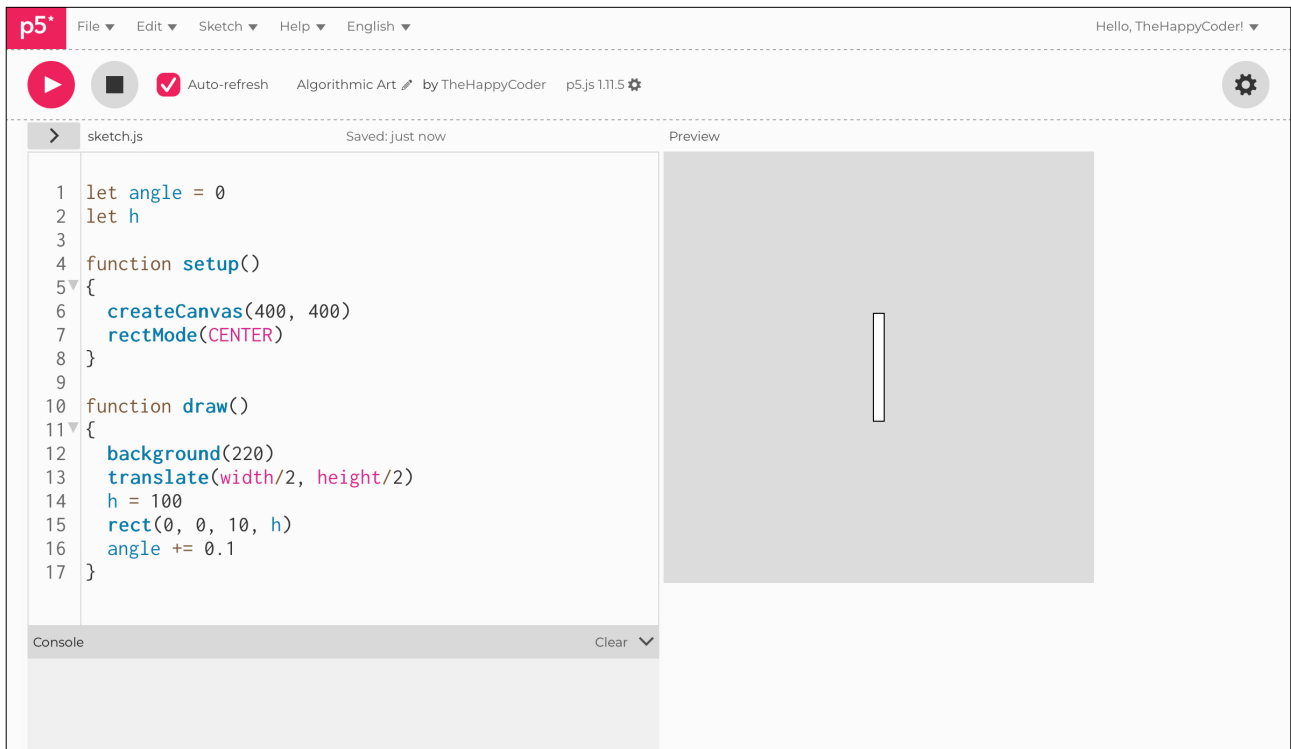 p5* File Edit Sketch Help English Hello, TheHappyCoder!
Auto-refresh Algorithmic Art by TheHappyCoder p5.js 1.11.5
sketch.js Saved: just now Preview
1 let angle = 0
2 let h
3
4 function setup()
5 {
6   createCanvas(400, 400)
7   rectMode(CENTER)
8 }
9
10 function draw()
11 {
12   background(220)
13   translate(width/2, height/2)
14   h = 100
15   rect(0, 0, 10, h)
16   angle += 0.1
17 }
Console Clear